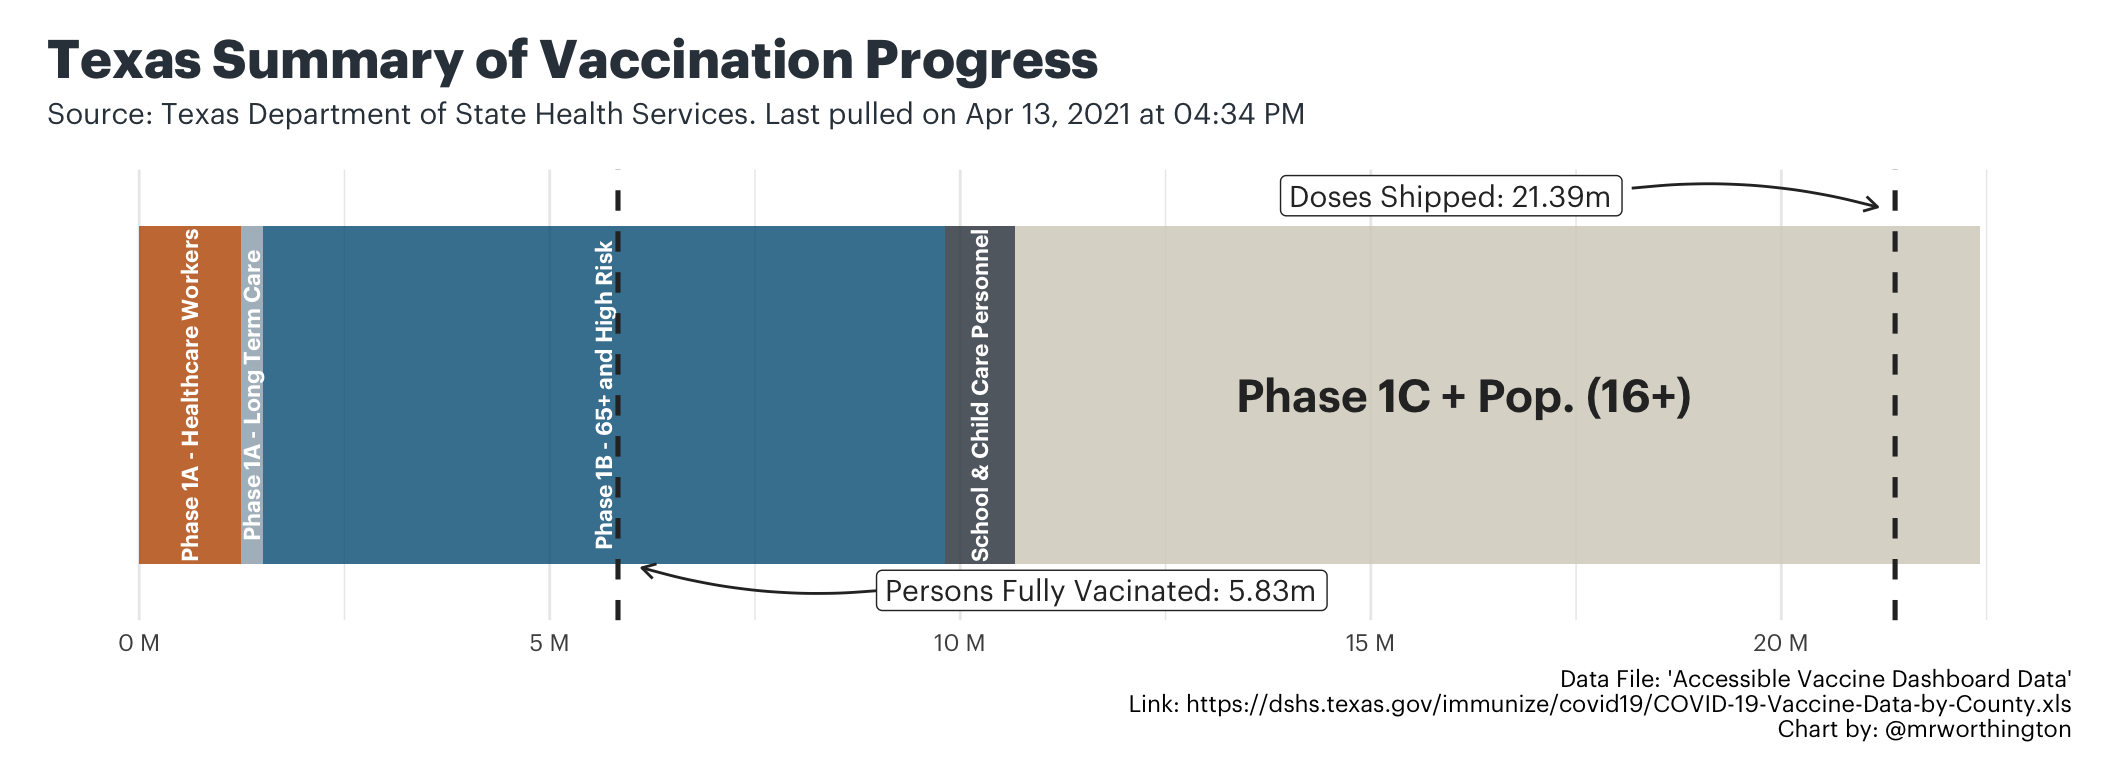 Texas Summary of Vaccination Progress
Source: Texas Department of State Health Services. Last pulled on Apr 13, 2021 at 04:34 PM
Doses Shipped: 21.39m
Phase 1A - Healthcare Workers
Phase 1A - Long Term Care
Phase 1B - 65+ and High Risk
School & Child Care Personnel
Phase 1C + Pop. (16+)
Persons Fully Vacinated: 5.83m
0 M
5 M
10 M
15 M
20 M
Data File: 'Accessible Vaccine Dashboard Data'
Link: https://dshs.texas.gov/immunize/covid19/COVID-19-Vaccine-Data-by-County.xls
Chart by: @mrworthington